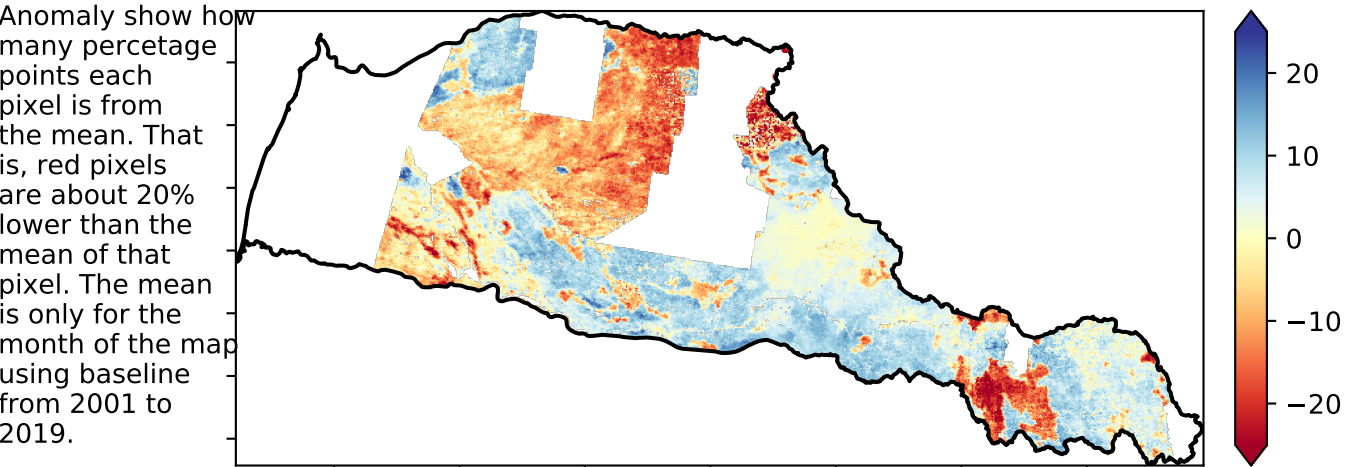 Anomaly show how
many percetage
points each
pixel is from
the mean. That
is, red pixels
are about 20%
lower than the
mean of that
pixel. The mean
is only for the
month of the map
using baseline
from 2001 to
2019.
20
10
0
−10
−20